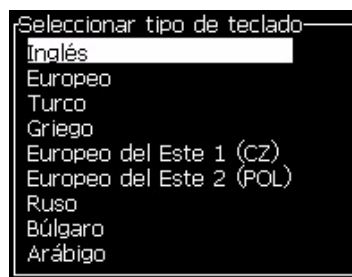 Seleccionar tipo de teclado
Inglés
Europeo
Turco
Griego
Europeo del Este 1 (CZ)
Europeo del Este 2 (POL)
Ruso
Búlgaro
Arábigo